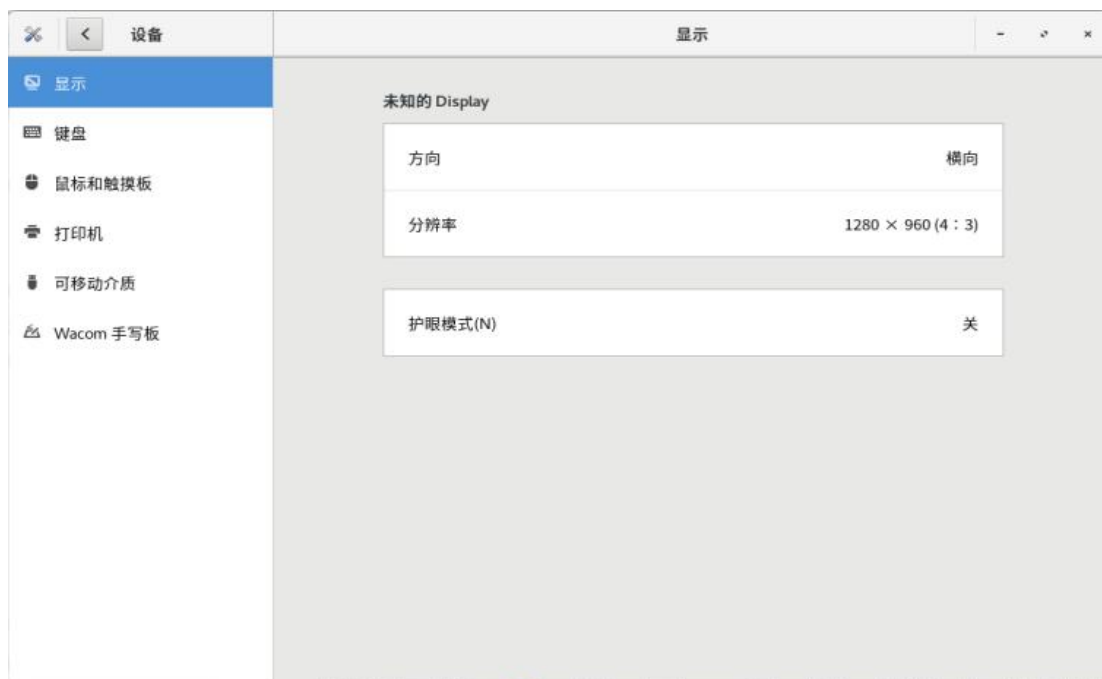 设备
显示
显示
键盘
鼠标和触摸板
打印机
可移动介质
Wacom 手写板
未知的 Display
方向 横向
分辨率 1280 × 960 (4：3)
护眼模式(N) 关